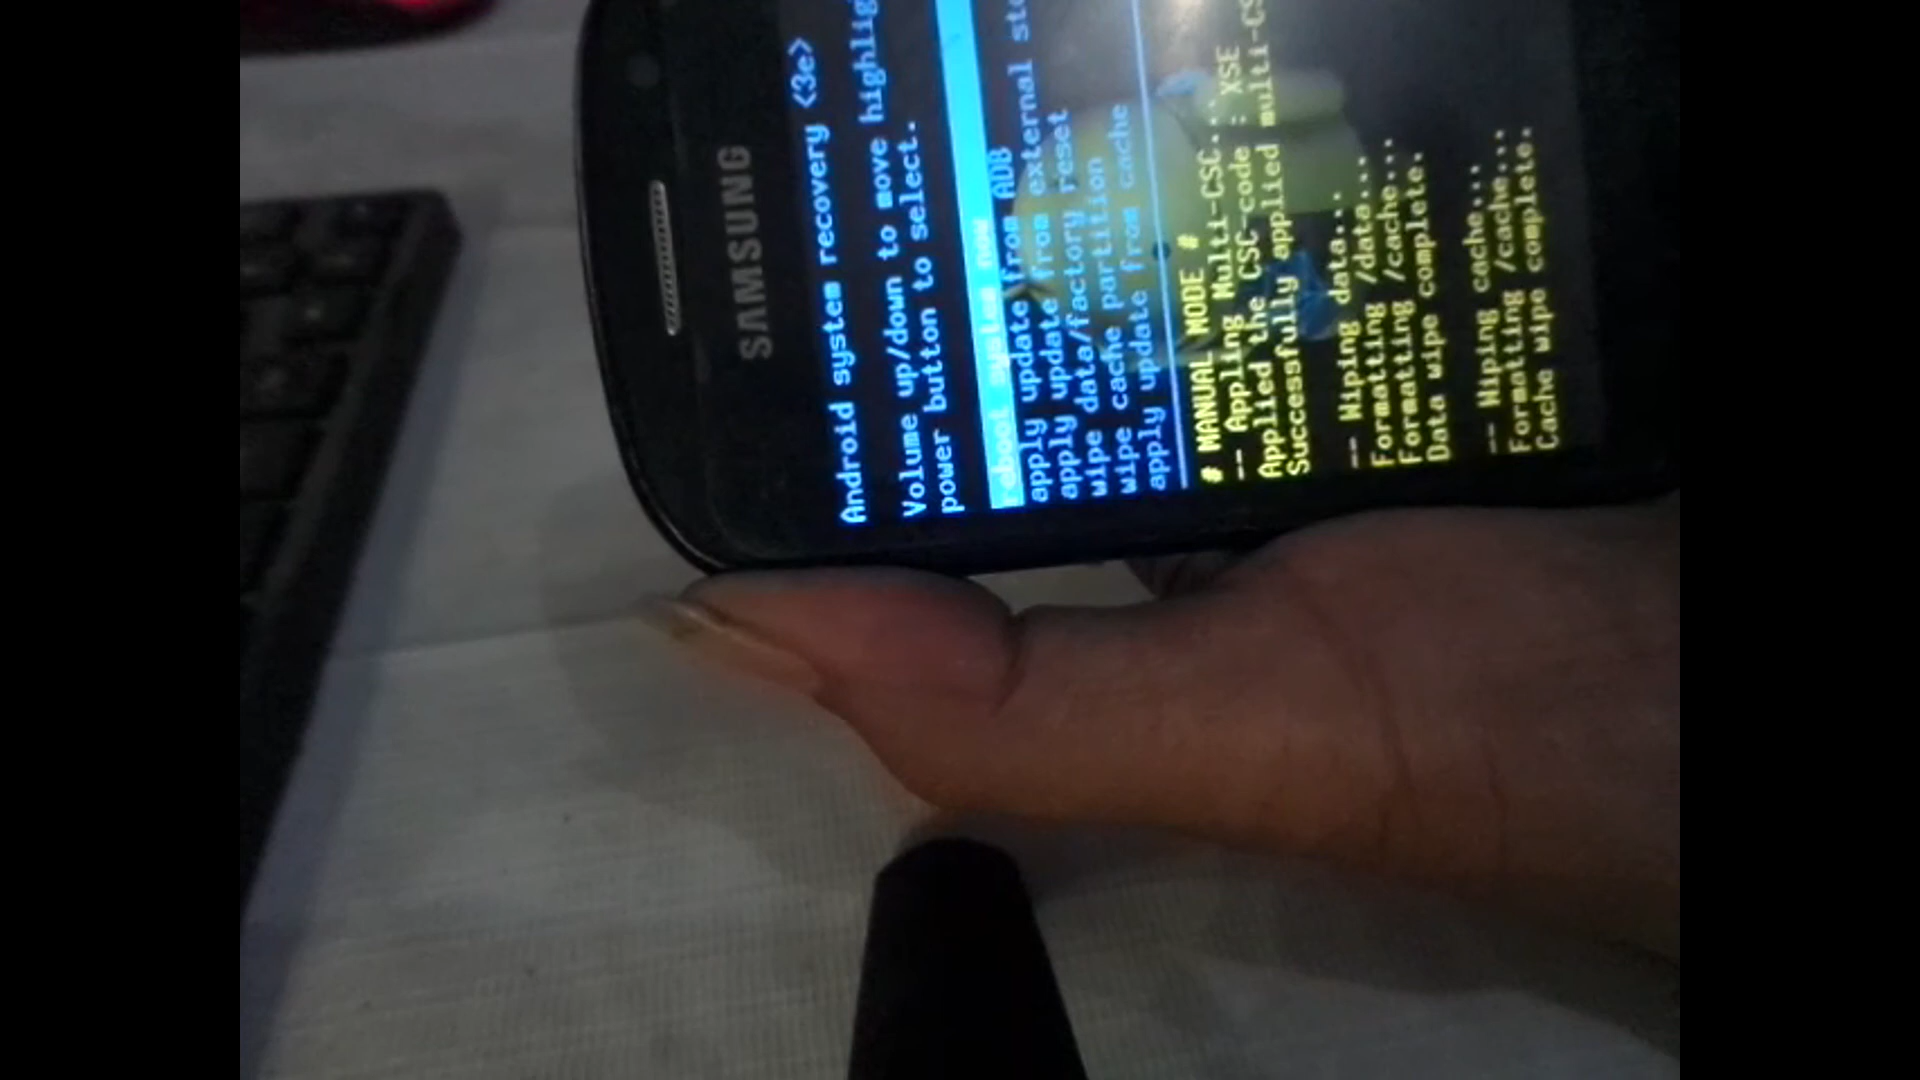 SAMSUNG
Android system recovery <3e>
Volume up/down to move highlig
power button to select.
reboot system now
apply update from ADB
apply update from external sto
wipe data/factory reset
wipe cache partition
apply update from cache
# MANUAL MODE #
-- Appling Multi-CSC...
Applied the CSC-code : XSE
Successfully applied multi-CS
-- Wiping data...
Formatting /data...
Formatting /cache...
Data wipe complete.
-- Wiping cache...
Formatting /cache...
Cache wipe complete.